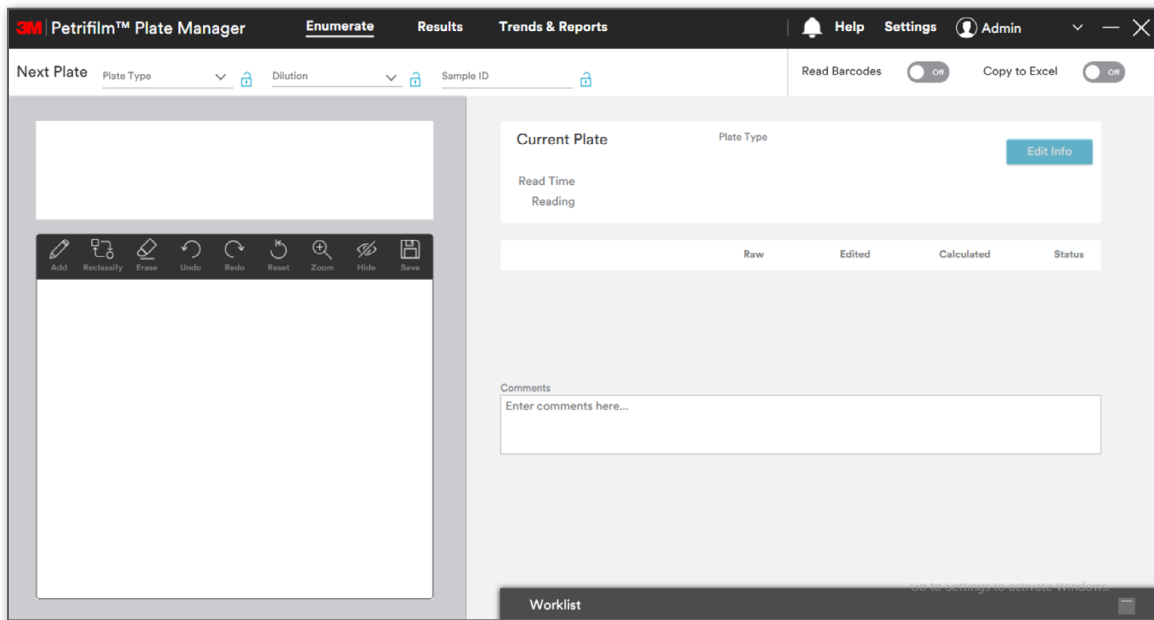 3M Petrifilm™ Plate Manager Enumerate Results Trends & Reports Help Settings Admin
Next Plate Plate Type Dilution Sample ID Read Barcodes Off Copy to Excel Off
Current Plate Plate Type
Edit Info
Read Time
Reading
Add Reclassify Erase Undo Redo Reset Zoom Hide Save
Raw Edited Calculated Status
Comments
Enter comments here...
Go to Settings to activate Windows.
Worklist